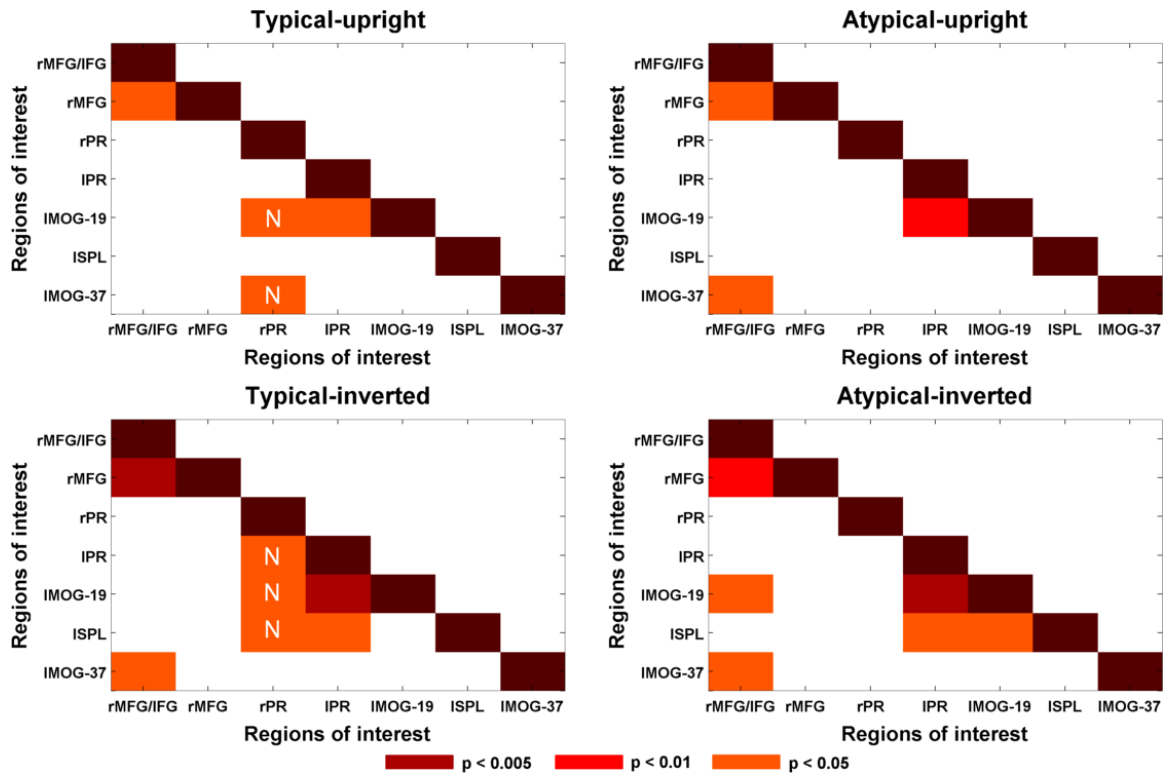 Typical-upright
Atypical-upright
Regions of interest
rMFG/IFG
rMFG
rPR
lPR
lMOG-19
lSPL
lMOG-37
N
N
rMFG/IFG rMFG rPR lPR lMOG-19 lSPL lMOG-37
Regions of interest
Regions of interest
rMFG/IFG
rMFG
rPR
lPR
lMOG-19
lSPL
lMOG-37
rMFG/IFG rMFG rPR lPR lMOG-19 lSPL lMOG-37
Regions of interest
Typical-inverted
Atypical-inverted
Regions of interest
rMFG/IFG
rMFG
rPR
lPR
lMOG-19
lSPL
lMOG-37
N
N
N
rMFG/IFG rMFG rPR lPR lMOG-19 lSPL lMOG-37
Regions of interest
Regions of interest
rMFG/IFG
rMFG
rPR
lPR
lMOG-19
lSPL
lMOG-37
rMFG/IFG rMFG rPR lPR lMOG-19 lSPL lMOG-37
Regions of interest
p < 0.005 p < 0.01 p < 0.05